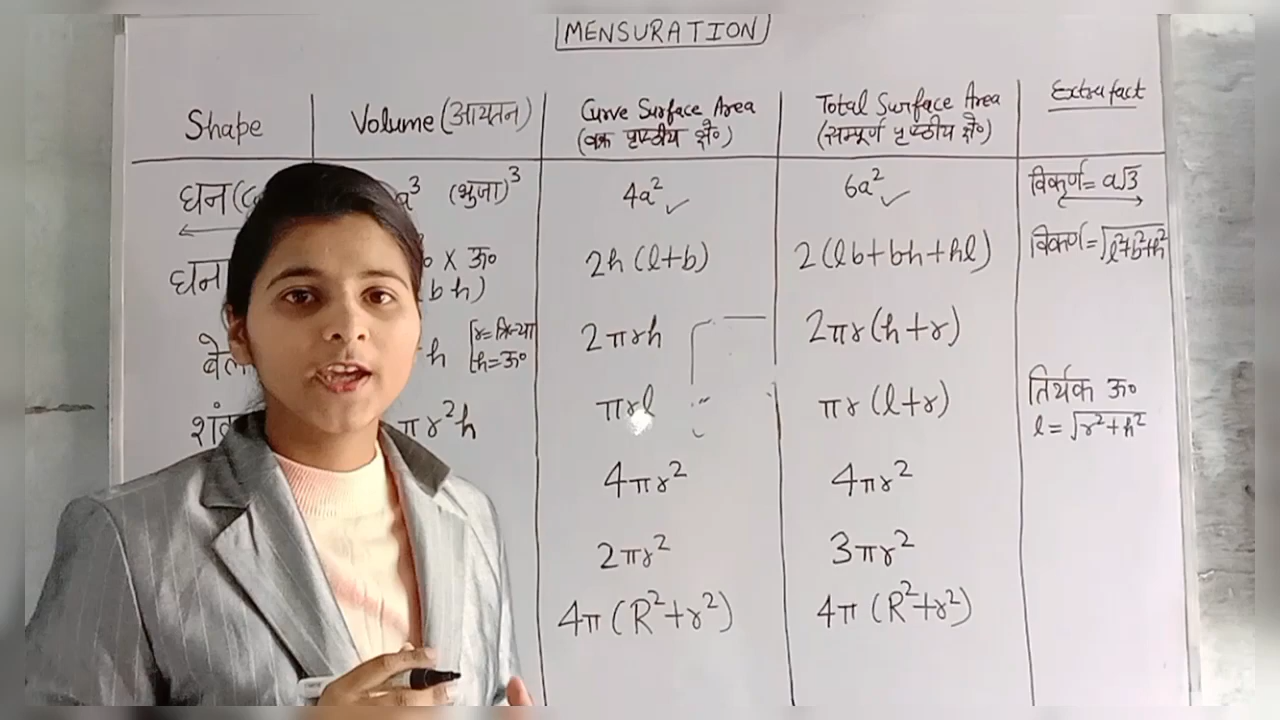 MENSURATION
Shape Volume (आयतन) Curve Surface Area Total Surface Area Extra fact
(वक्र पृष्ठीय क्षे०) (सम्पूर्ण पृष्ठीय क्षे०)
घन a³ (भुजा)³ 4a² ✓ 6a² ✓ विकर्ण = a√3
× ऊ० 2h (l+b) 2 (lb+bh+hl) विकर्ण = √l²+b²+h²
b h)
h [r = त्रिज्या 2πrh 2πr (h+r)
h = ऊ०
πr²h πrl πr (l+r) तिर्यक ऊ०
l = √r²+h²
4πr² 4πr²
2πr² 3πr²
4π (R²+r²) 4π (R²+r²)